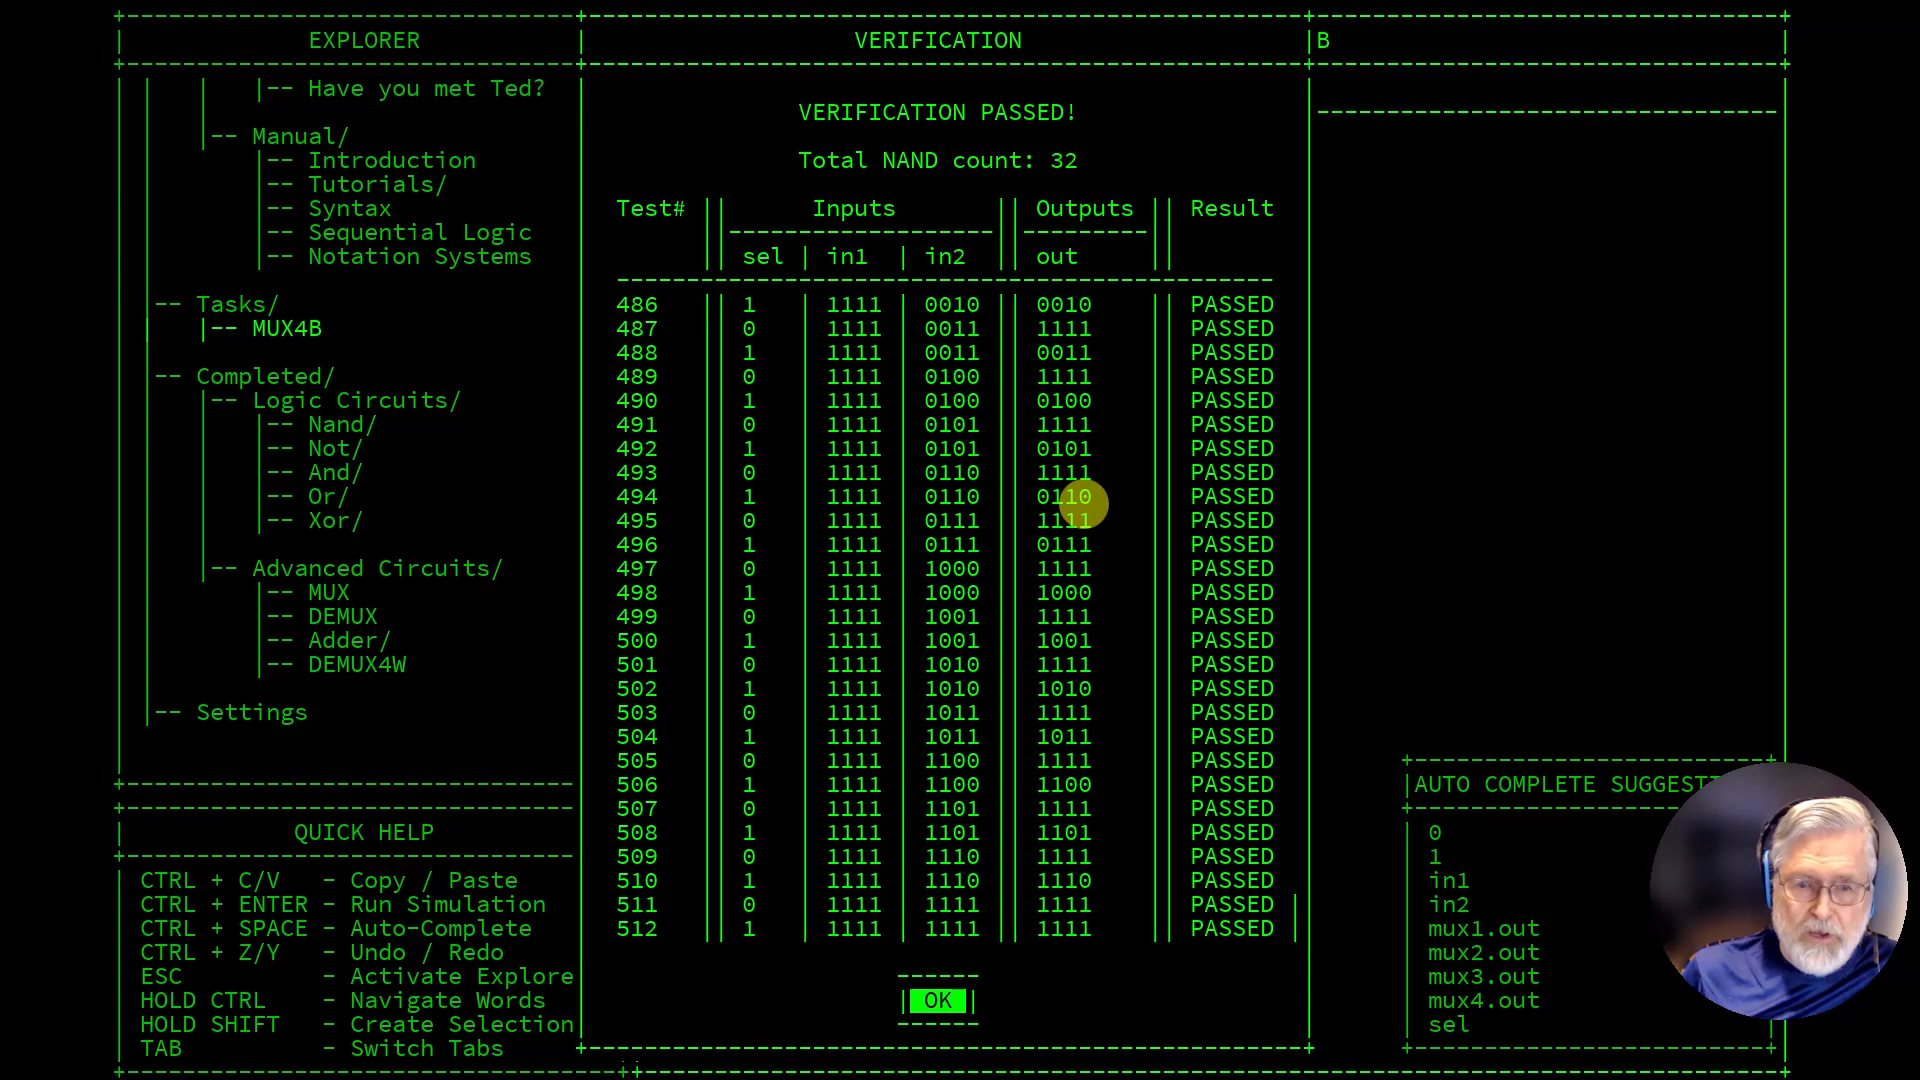 EXPLORER
|-- Have you met Ted?
|-- Manual/
|-- Introduction
|-- Tutorials/
|-- Syntax
|-- Sequential Logic
|-- Notation Systems
|-- Tasks/
|-- MUX4B
|-- Completed/
|-- Logic Circuits/
|-- Nand/
|-- Not/
|-- And/
|-- Or/
|-- Xor/
|-- Advanced Circuits/
|-- MUX
|-- DEMUX
|-- Adder/
|-- DEMUX4W
|-- Settings
QUICK HELP
CTRL + C/V - Copy / Paste
CTRL + ENTER - Run Simulation
CTRL + SPACE - Auto-Complete
CTRL + Z/Y - Undo / Redo
ESC - Activate Explore
HOLD CTRL - Navigate Words
HOLD SHIFT - Create Selection
TAB - Switch Tabs
VERIFICATION
VERIFICATION PASSED!
Total NAND count: 32
Test# || Inputs || Outputs || Result
|| sel | in1 | in2 || out ||
486 || 1 | 1111 | 0010 || 0010 || PASSED
487 || 0 | 1111 | 0011 || 1111 || PASSED
488 || 1 | 1111 | 0011 || 0011 || PASSED
489 || 0 | 1111 | 0100 || 1111 || PASSED
490 || 1 | 1111 | 0100 || 0100 || PASSED
491 || 0 | 1111 | 0101 || 1111 || PASSED
492 || 1 | 1111 | 0101 || 0101 || PASSED
493 || 0 | 1111 | 0110 || 1111 || PASSED
494 || 1 | 1111 | 0110 || 0110 || PASSED
495 || 0 | 1111 | 0111 || 1111 || PASSED
496 || 1 | 1111 | 0111 || 0111 || PASSED
497 || 0 | 1111 | 1000 || 1111 || PASSED
498 || 1 | 1111 | 1000 || 1000 || PASSED
499 || 0 | 1111 | 1001 || 1111 || PASSED
500 || 1 | 1111 | 1001 || 1001 || PASSED
501 || 0 | 1111 | 1010 || 1111 || PASSED
502 || 1 | 1111 | 1010 || 1010 || PASSED
503 || 0 | 1111 | 1011 || 1111 || PASSED
504 || 1 | 1111 | 1011 || 1011 || PASSED
505 || 0 | 1111 | 1100 || 1111 || PASSED
506 || 1 | 1111 | 1100 || 1100 || PASSED
507 || 0 | 1111 | 1101 || 1111 || PASSED
508 || 1 | 1111 | 1101 || 1101 || PASSED
509 || 0 | 1111 | 1110 || 1111 || PASSED
510 || 1 | 1111 | 1110 || 1110 || PASSED
511 || 0 | 1111 | 1111 || 1111 || PASSED
512 || 1 | 1111 | 1111 || 1111 || PASSED
OK
B
AUTO COMPLETE SUGGESTI
0
1
in1
in2
mux1.out
mux2.out
mux3.out
mux4.out
sel